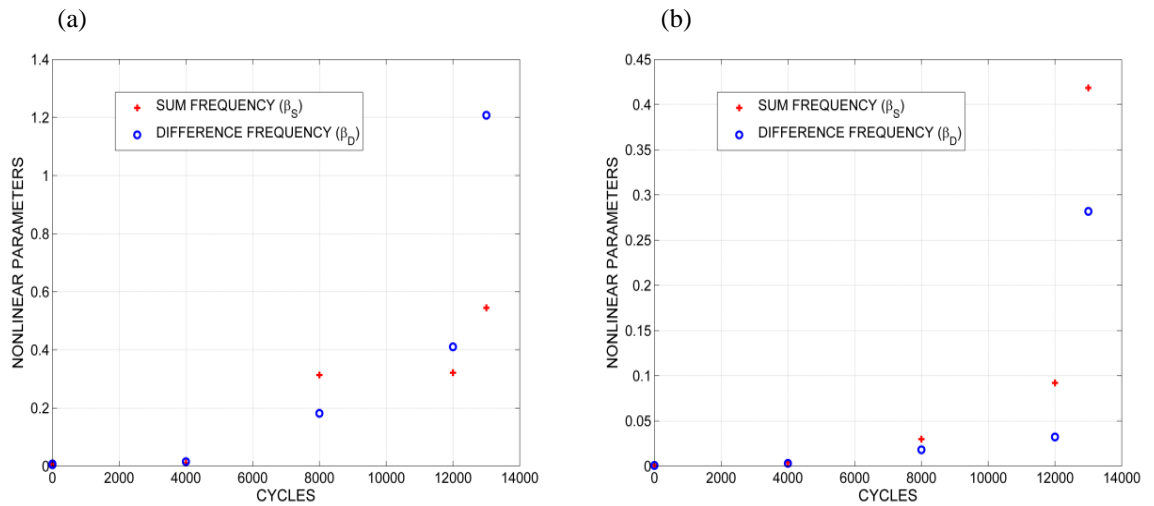 (a)
1.4
1.2
1
0.8
0.6
0.4
0.2
0
NONLINEAR PARAMETERS
SUM FREQUENCY (βS)
DIFFERENCE FREQUENCY (βD)
0 2000 4000 6000 8000 10000 12000 14000
CYCLES
(b)
0.45
0.4
0.35
0.3
0.25
0.2
0.15
0.1
0.05
0
NONLINEAR PARAMETERS
SUM FREQUENCY (βS)
DIFFERENCE FREQUENCY (βD)
0 2000 4000 6000 8000 10000 12000 14000
CYCLES